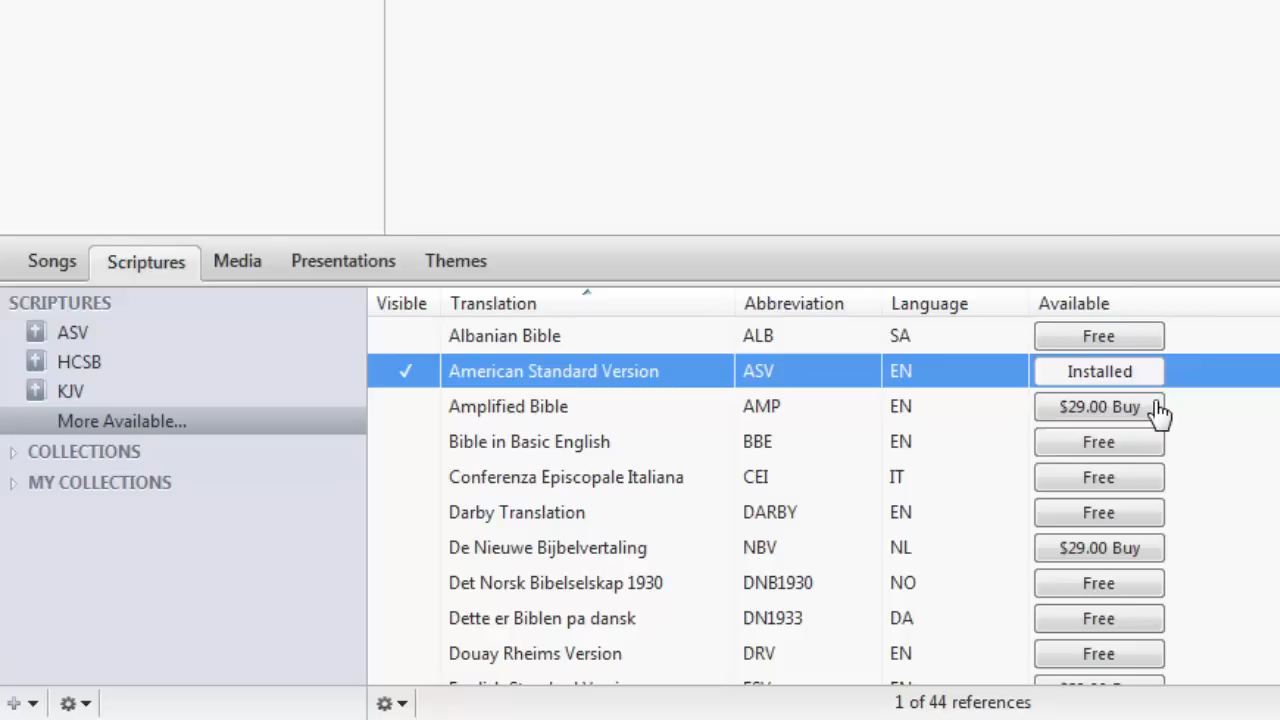 Songs Scriptures Media Presentations Themes
SCRIPTURES
ASV
HCSB
KJV
More Available...
COLLECTIONS
MY COLLECTIONS
Visible Translation Abbreviation Language Available
Albanian Bible ALB SA Free
✓ American Standard Version ASV EN Installed
Amplified Bible AMP EN $29.00 Buy
Bible in Basic English BBE EN Free
Conferenza Episcopale Italiana CEI IT Free
Darby Translation DARBY EN Free
De Nieuwe Bijbelvertaling NBV NL $29.00 Buy
Det Norsk Bibelselskap 1930 DNB1930 NO Free
Dette er Biblen pa dansk DN1933 DA Free
Douay Rheims Version DRV EN Free
1 of 44 references